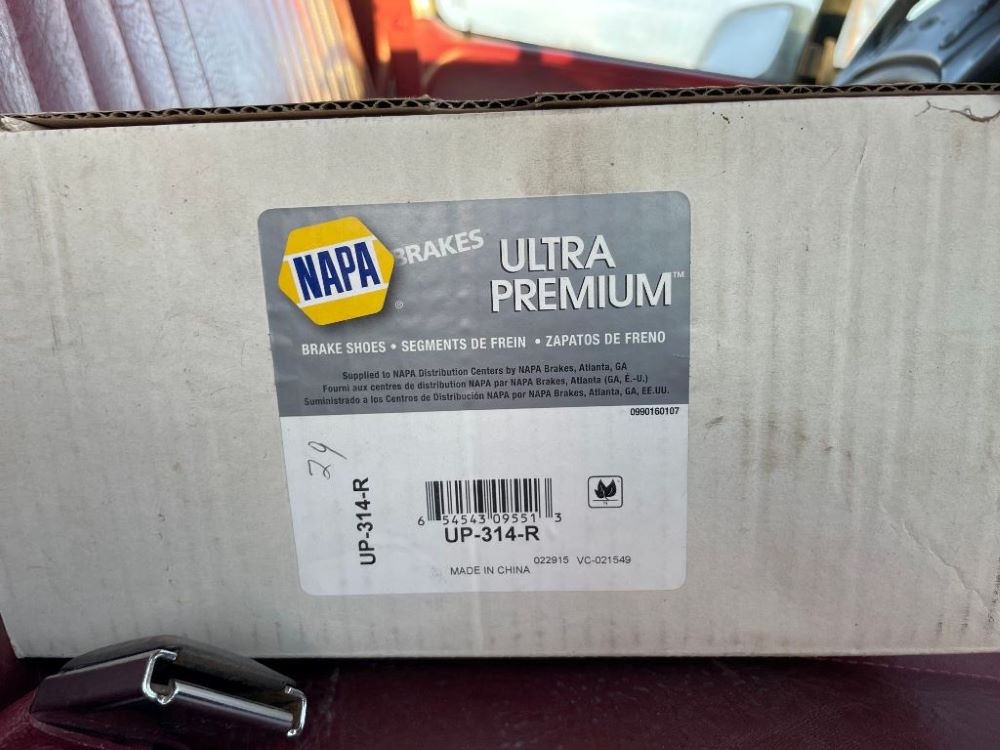 NAPA
BRAKES
®
ULTRA
PREMIUM™
BRAKE SHOES • SEGMENTS DE FREIN • ZAPATOS DE FRENO
Supplied to NAPA Distribution Centers by NAPA Brakes, Atlanta, GA
Fourni aux centres de distribution NAPA par NAPA Brakes, Atlanta (GA, É.-U.)
Suministrado a los Centros de Distribución NAPA por NAPA Brakes, Atlanta, GA, EE.UU.
0990160107
29
UP-314-R
6 54543 09551 3
UP-314-R
022915 VC-021549
MADE IN CHINA